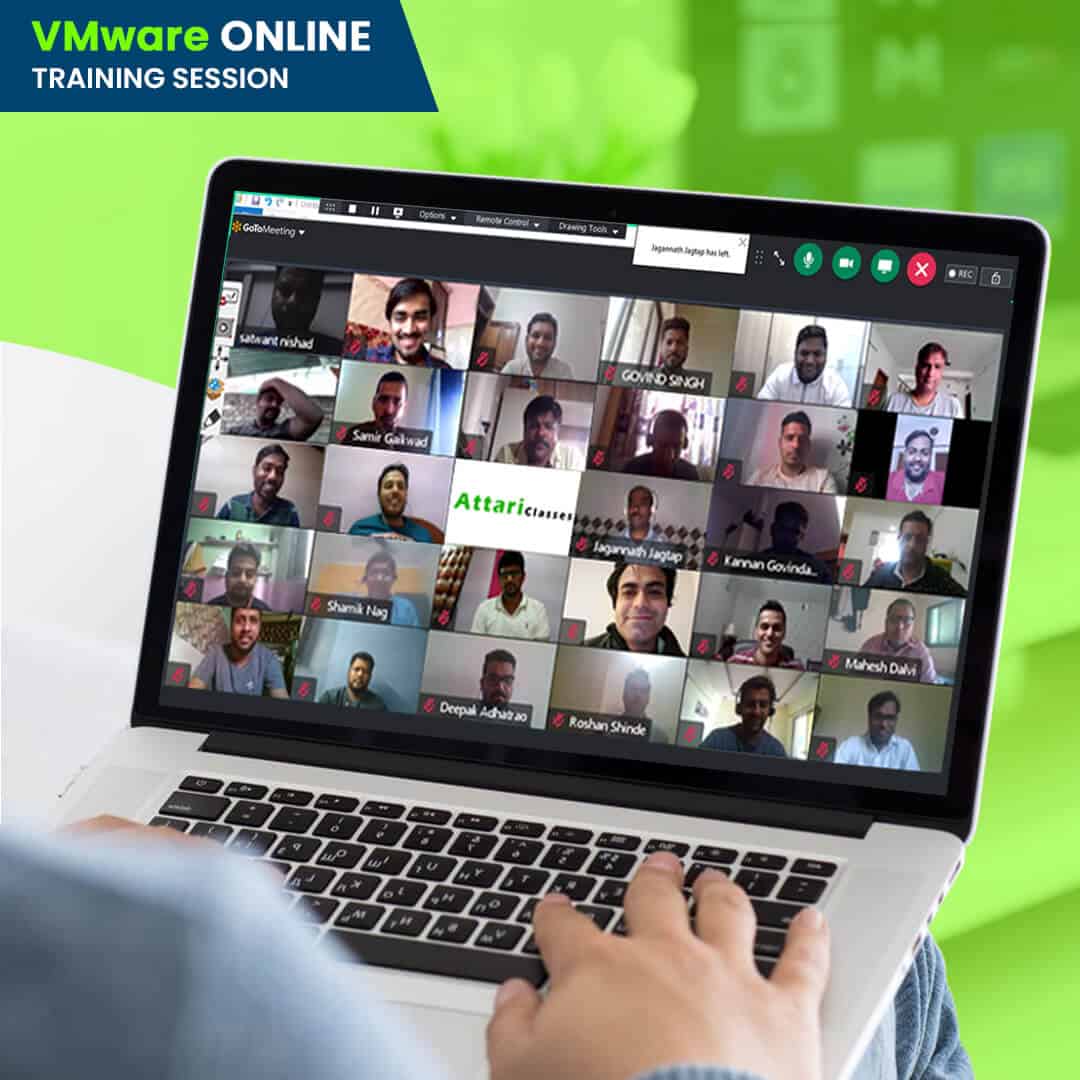 VMware ONLINE
TRAINING SESSION
Options
Remote Control
Drawing Tools
GoToMeeting
Jagannath Jagtap has left.
REC
satwant nishad
GOVIND SINGH
Samir Gaikwad
Attari Classes
Jagannath Jagtap
Kannan Govinda...
Shamik Nag
Mahesh Dalvi
Deepak Adhatrao
Roshan Shinde